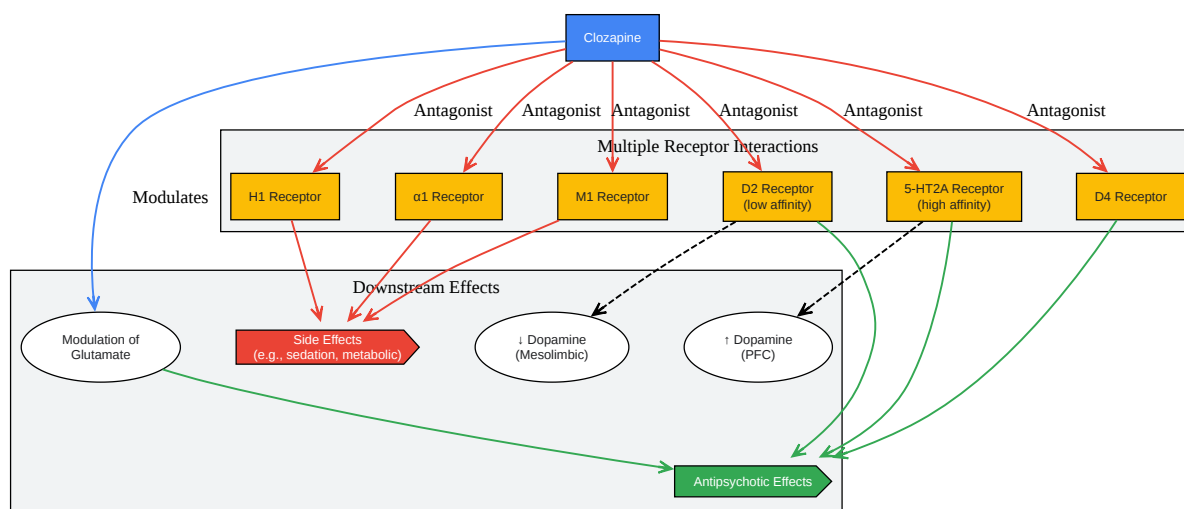 Clozapine
Antagonist
Antagonist
Antagonist
Antagonist
Antagonist
Antagonist
Multiple Receptor Interactions
Modulates
H1 Receptor
α1 Receptor
M1 Receptor
D2 Receptor
(low affinity)
5-HT2A Receptor
(high affinity)
D4 Receptor
Downstream Effects
Modulation of
Glutamate
Side Effects
(e.g., sedation, metabolic)
↓ Dopamine
(Mesolimbic)
↑ Dopamine
(PFC)
Antipsychotic Effects